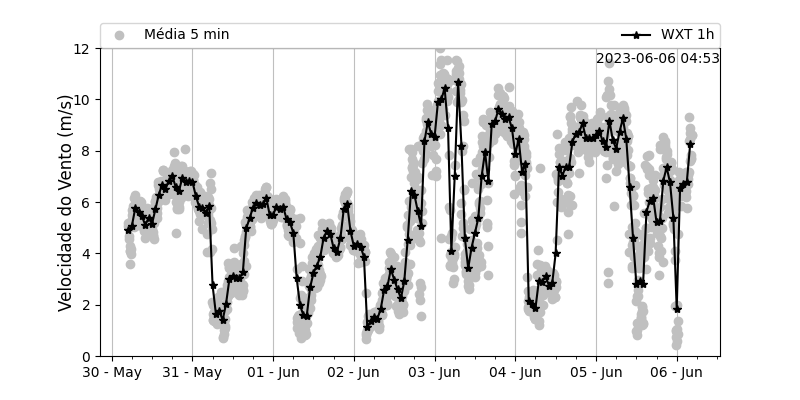 Média 5 min
WXT 1h
2023-06-06 04:53
Velocidade do Vento (m/s)
12
10
8
6
4
2
0
30 - May
31 - May
01 - Jun
02 - Jun
03 - Jun
04 - Jun
05 - Jun
06 - Jun